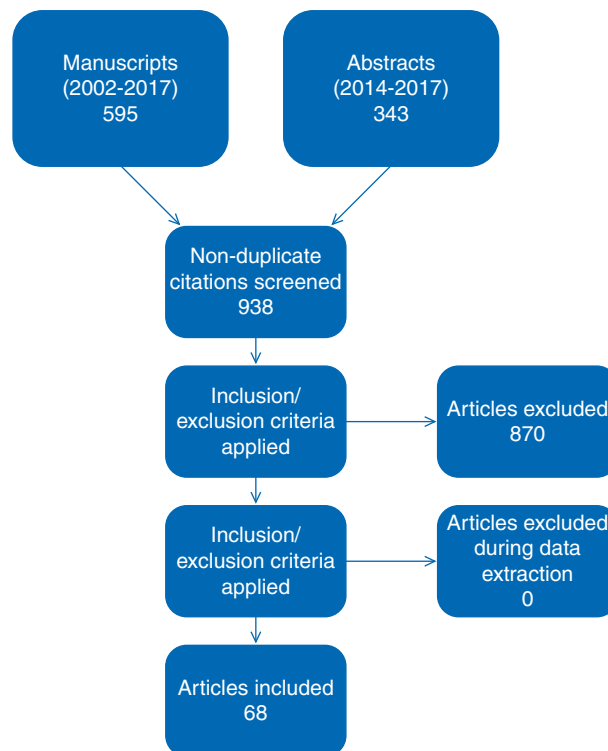 Manuscripts
(2002-2017)
595
Abstracts
(2014-2017)
343
Non-duplicate
citations screened
938
Inclusion/
exclusion criteria
applied
Articles excluded
870
Inclusion/
exclusion criteria
applied
Articles excluded
during data
extraction
0
Articles included
68